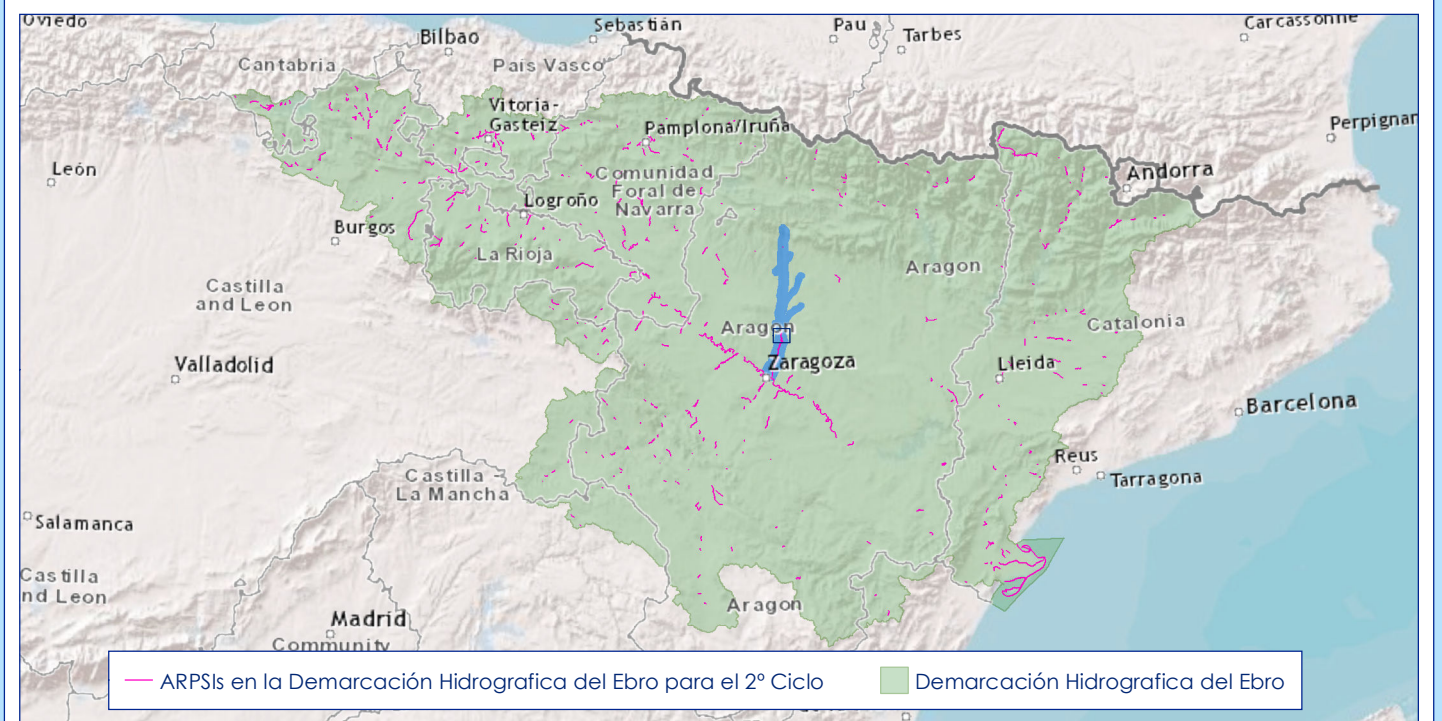 Oviedo
Sebastián
Pau
Tarbes
Carcassonne
Bilbao
Cantabria
País Vasco
Vitoria-
Gasteiz
Pamplona/Iruña
Perpignan
León
Andorra
Comunidad
Foral de
Navarra
Logroño
Burgos
La Rioja
Aragon
Castilla
and Leon
Aragon
Catalonia
Valladolid
Zaragoza
Lleida
Barcelona
Reus
Tarragona
Castilla
La Mancha
Salamanca
Castilla
nd Leon
Aragon
Madrid
Community
ARPSIs en la Demarcación Hidrografica del Ebro para el 2º Ciclo
Demarcación Hidrografica del Ebro